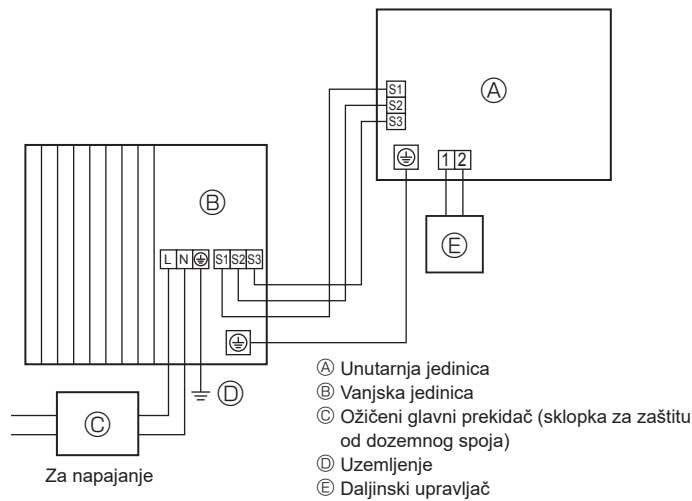 S1
S2
S3
Ⓐ
1 2
Ⓑ
Ⓔ
L N S1 S2 S3
Ⓓ
Ⓒ
Za napajanje
Ⓐ Unutarnja jedinica
Ⓑ Vanjska jedinica
Ⓒ Ožičeni glavni prekidač (sklopka za zaštitu
od dozemnog spoja)
Ⓓ Uzemljenje
Ⓔ Daljinski upravljač